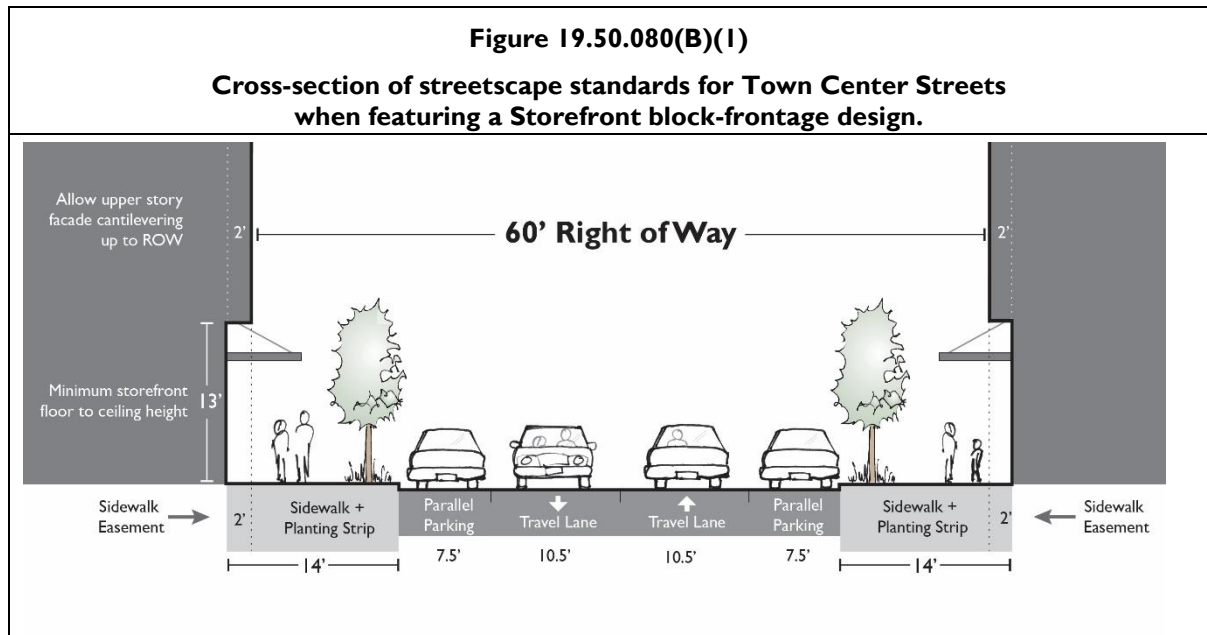 Figure 19.50.080(B)(1)
Cross-section of streetscape standards for Town Center Streets
when featuring a Storefront block-frontage design.
Allow upper story
facade cantilevering
up to ROW
2'
60' Right of Way
2'
Minimum storefront
floor to ceiling height
13'
Sidewalk
Easement
2'
Sidewalk +
Planting Strip
Parallel
Parking
Travel Lane
Travel Lane
Parallel
Parking
Sidewalk +
Planting Strip
2'
Sidewalk
Easement
14'
7.5'
10.5'
10.5'
7.5'
14'